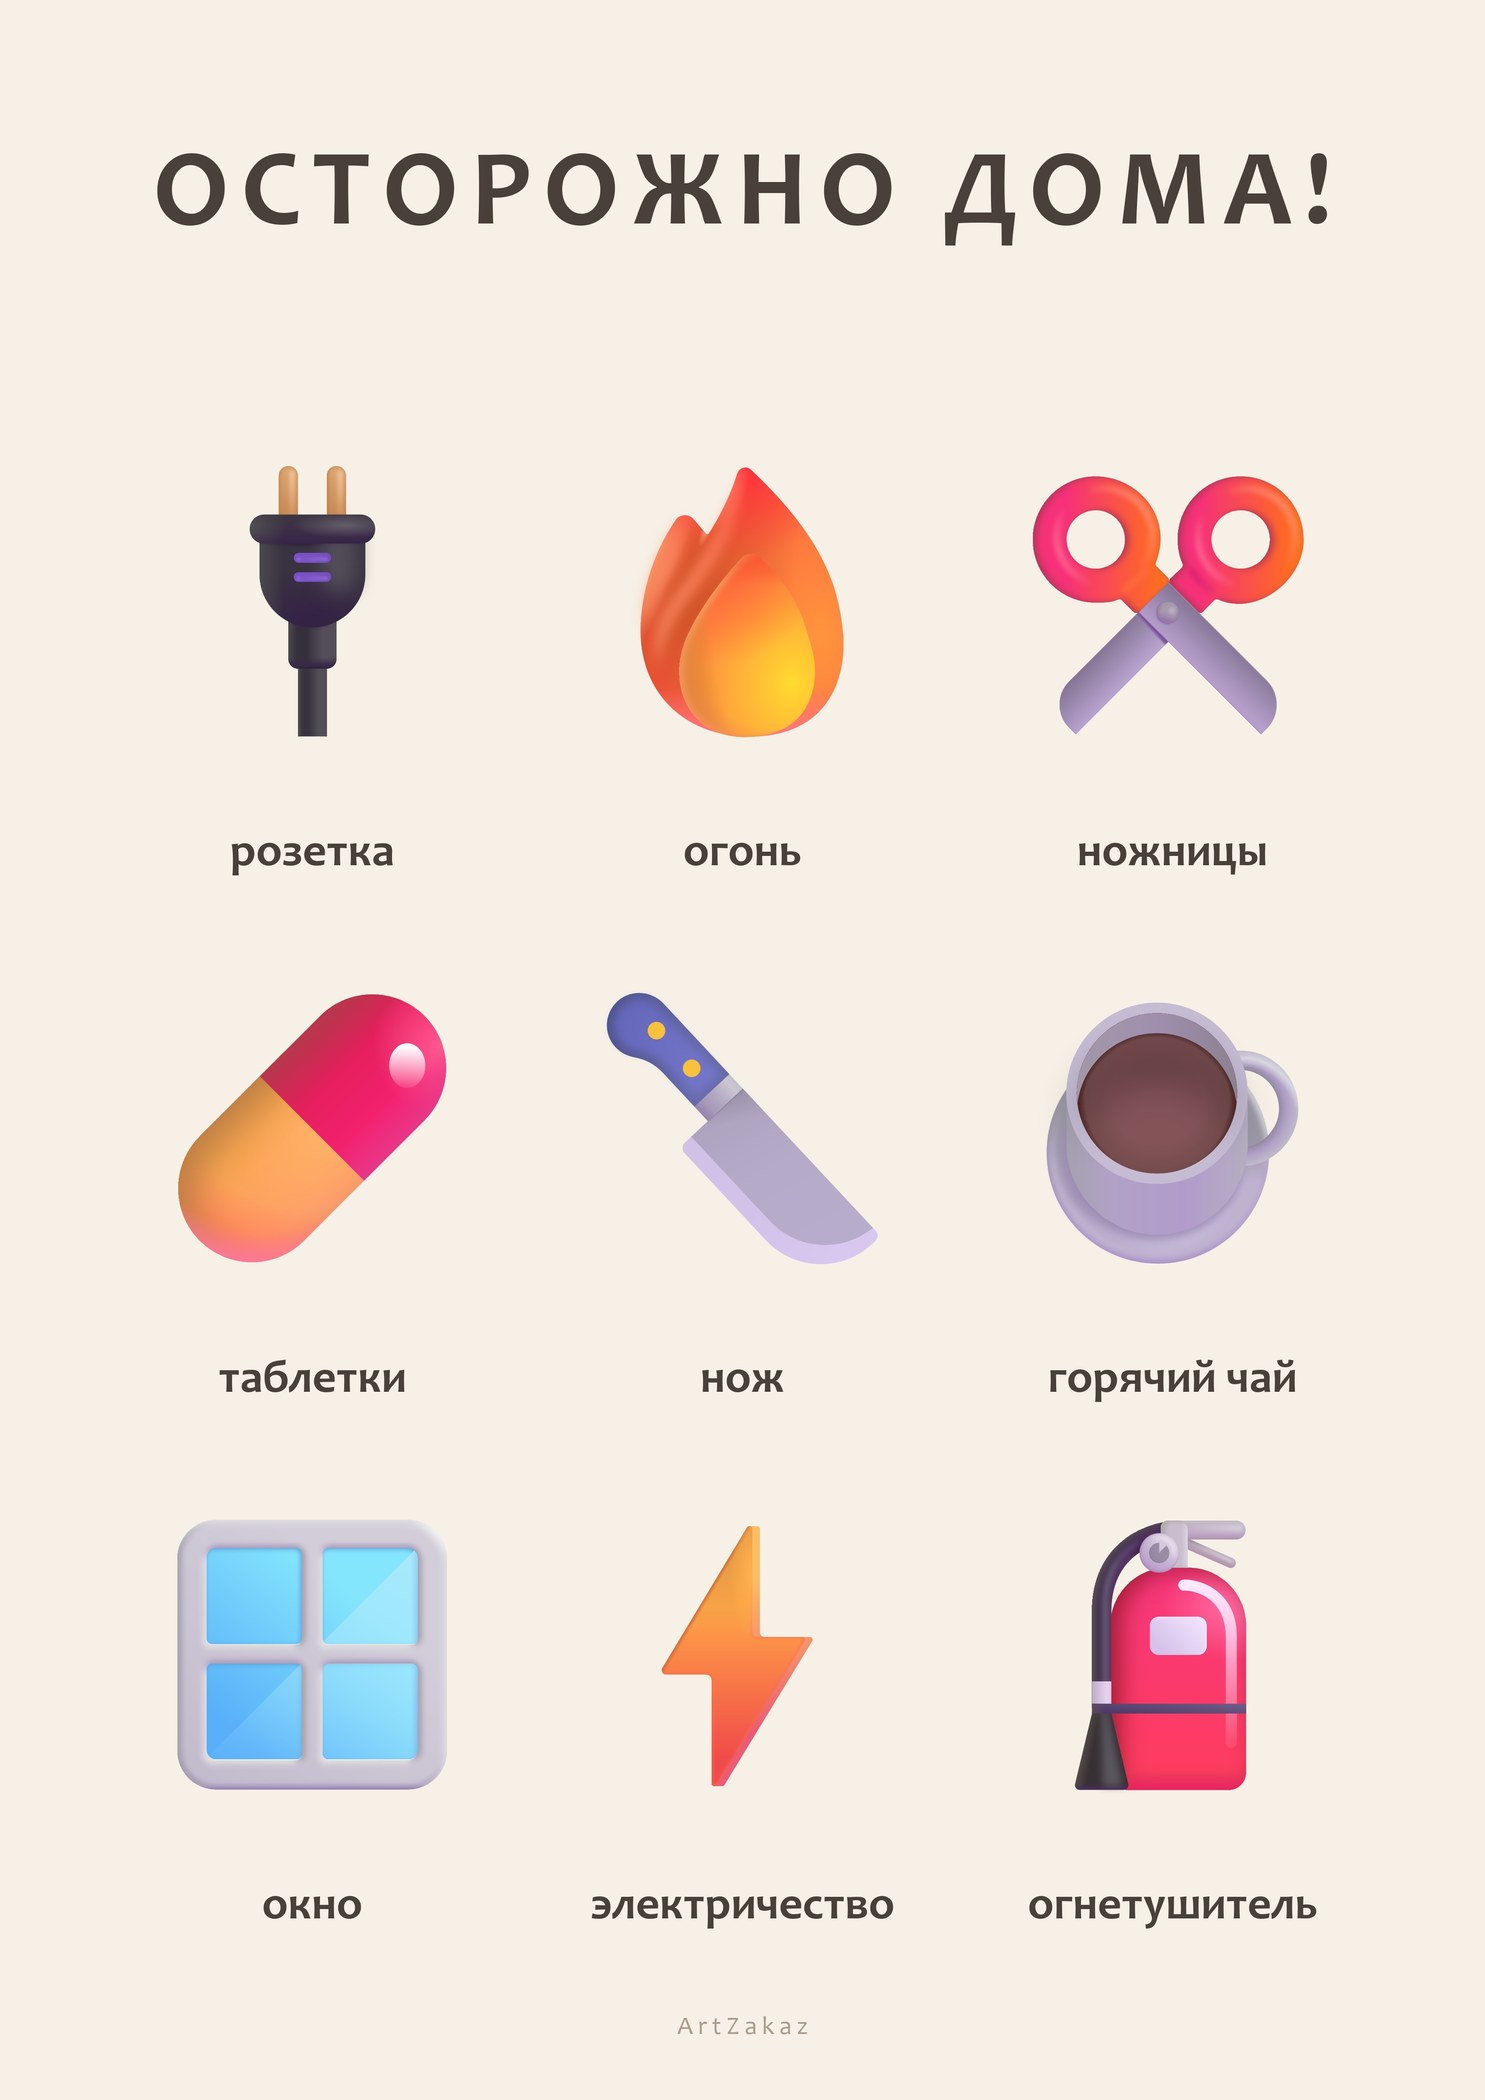 ОСТОРОЖНО ДОМА!
розетка
огонь
ножницы
таблетки
нож
горячий чай
окно
электричество
огнетушитель
ArtZakaz